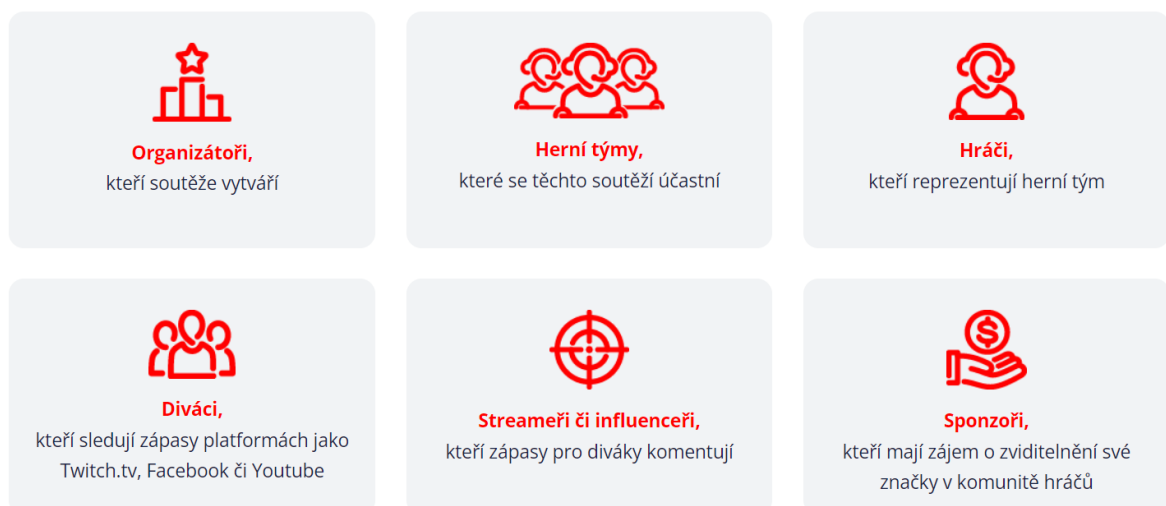 Organizátoři,
kteří soutěže vytváří
Herní týmy,
které se těchto soutěží účastní
Hráči,
kteří reprezentují herní tým
Diváci,
kteří sledují zápasy platformách jako
Twitch.tv, Facebook či Youtube
Streameři či influenceři,
kteří zápasy pro diváky komentují
Sponzoři,
kteří mají zájem o zviditelnění své
značky v komunitě hráčů